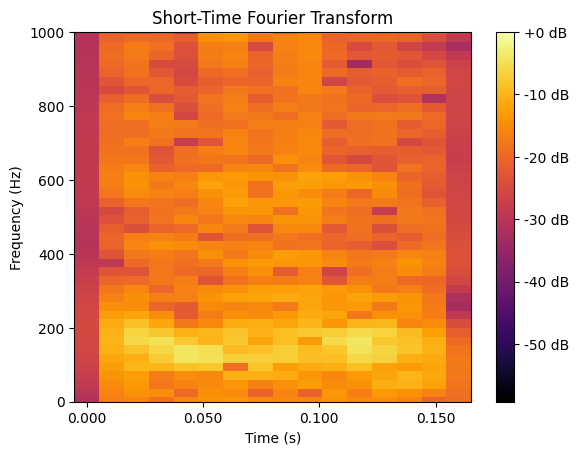 Short-Time Fourier Transform
1000
800
600
400
200
0
Frequency (Hz)
0.000
0.050
0.100
0.150
Time (s)
+0 dB
-10 dB
-20 dB
-30 dB
-40 dB
-50 dB